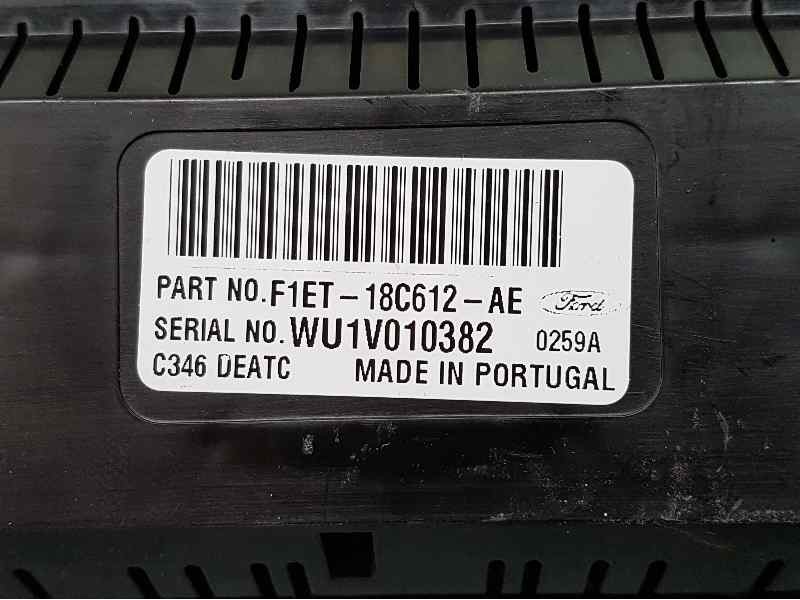 PART NO.F1ET-18C612-AE Ford
SERIAL NO.WU1V010382 0259A
C346 DEATC MADE IN PORTUGAL